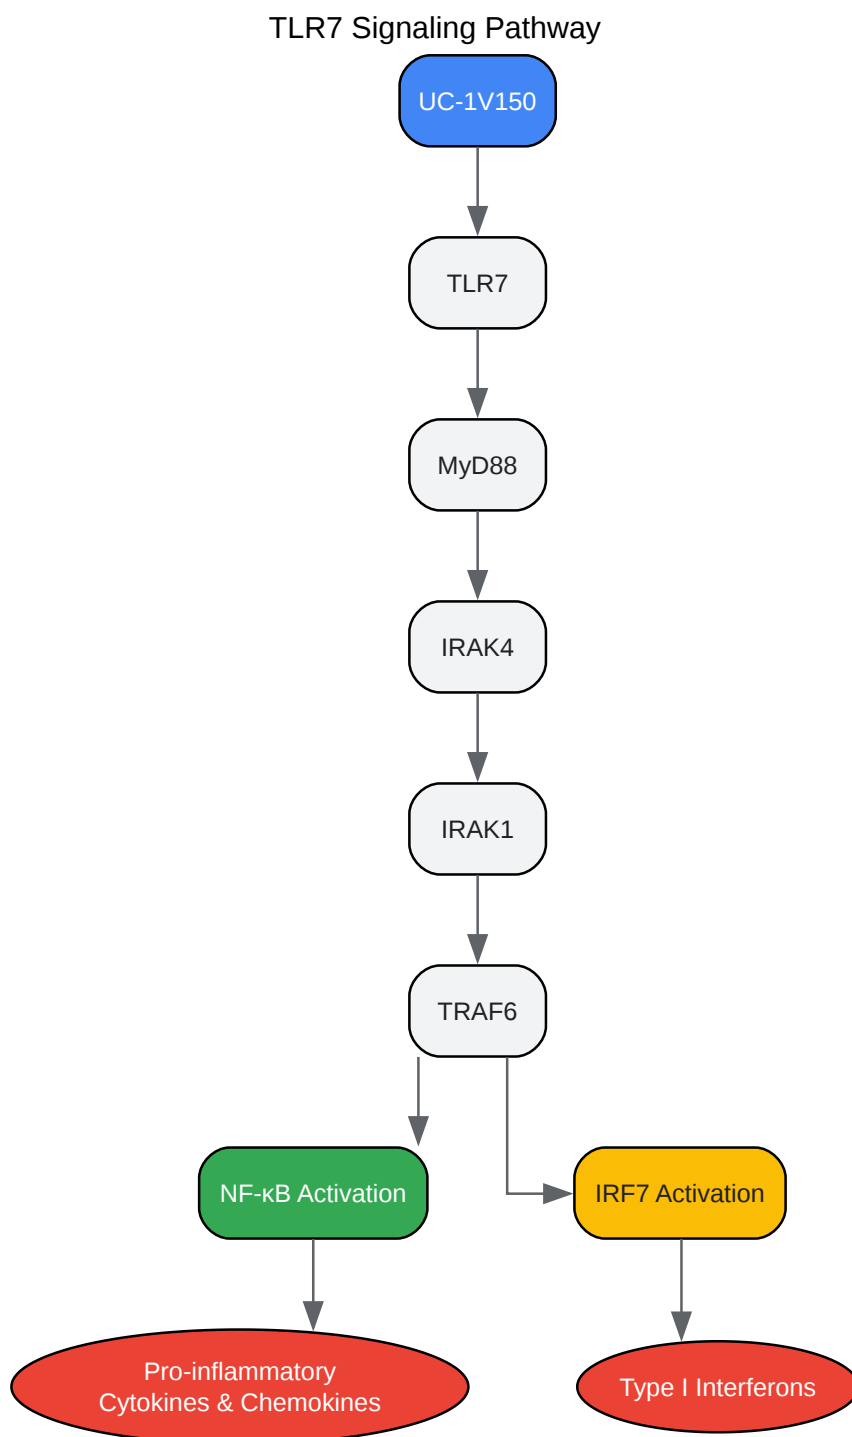 TLR7 Signaling Pathway
UC-1V150
TLR7
MyD88
IRAK4
IRAK1
TRAF6
NF-κB Activation
IRF7 Activation
Pro-inflammatory
Cytokines & Chemokines
Type I Interferons